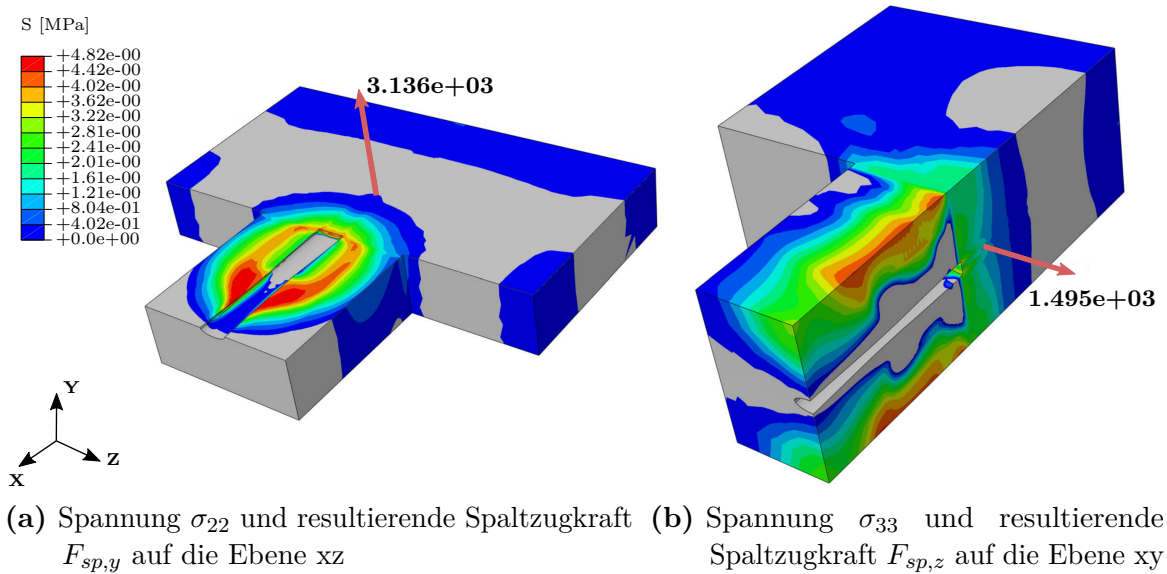 S [MPa]
+4.82e-00
+4.42e-00
+4.02e-00
+3.62e-00
+3.22e-00
+2.81e-00
+2.41e-00
+2.01e-00
+1.61e-00
+1.21e-00
+8.04e-01
+4.02e-01
+0.0e+00
3.136e+03
1.495e+03
Y
Z
X
(a) Spannung σ22 und resultierende Spaltzugkraft
Fsp,y auf die Ebene xz
(b) Spannung σ33 und resultierende
Spaltzugkraft Fsp,z auf die Ebene xy